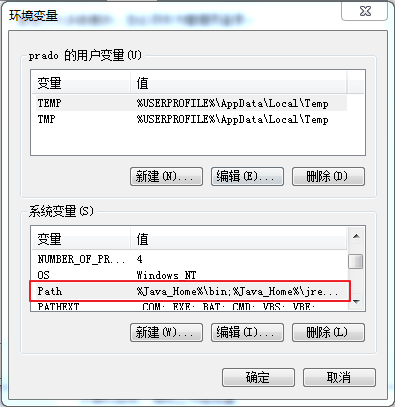 环境变量
prado 的用户变量(U)
变量 值
TEMP %USERPROFILE%\AppData\Local\Temp
TMP %USERPROFILE%\AppData\Local\Temp
新建(N)... 编辑(E)... 删除(D)
系统变量(S)
变量 值
NUMBER_OF_PR... 4
OS Windows_NT
Path %Java_Home%\bin;%Java_Home%\jre...
PATHEXT .COM;.EXE;.BAT;.CMD;.VBS;.VBE;
新建(W)... 编辑(I)... 删除(L)
确定 取消